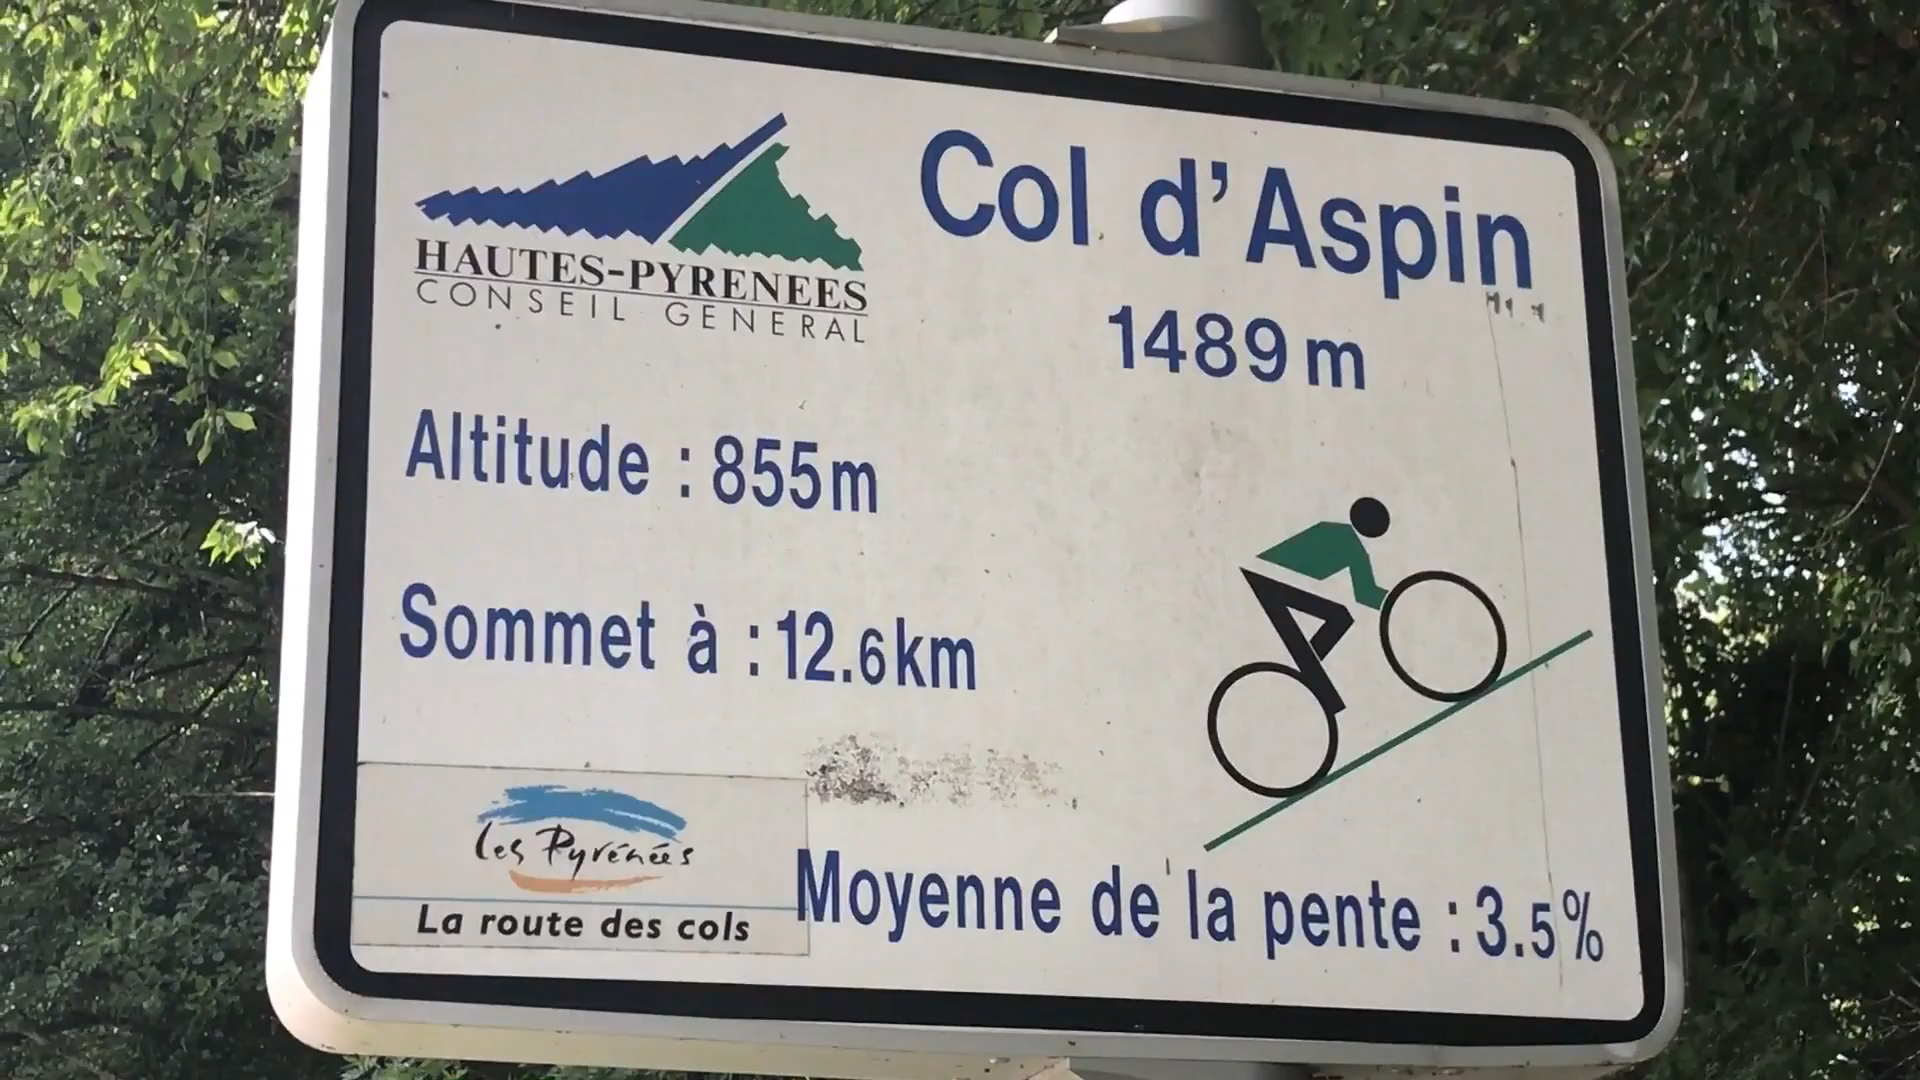 HAUTES-PYRENEES
CONSEIL GENERAL
Col d'Aspin
1489 m
Altitude : 855m
Sommet à : 12.6km
Les Pyrénées
La route des cols
Moyenne de la pente : 3.5%